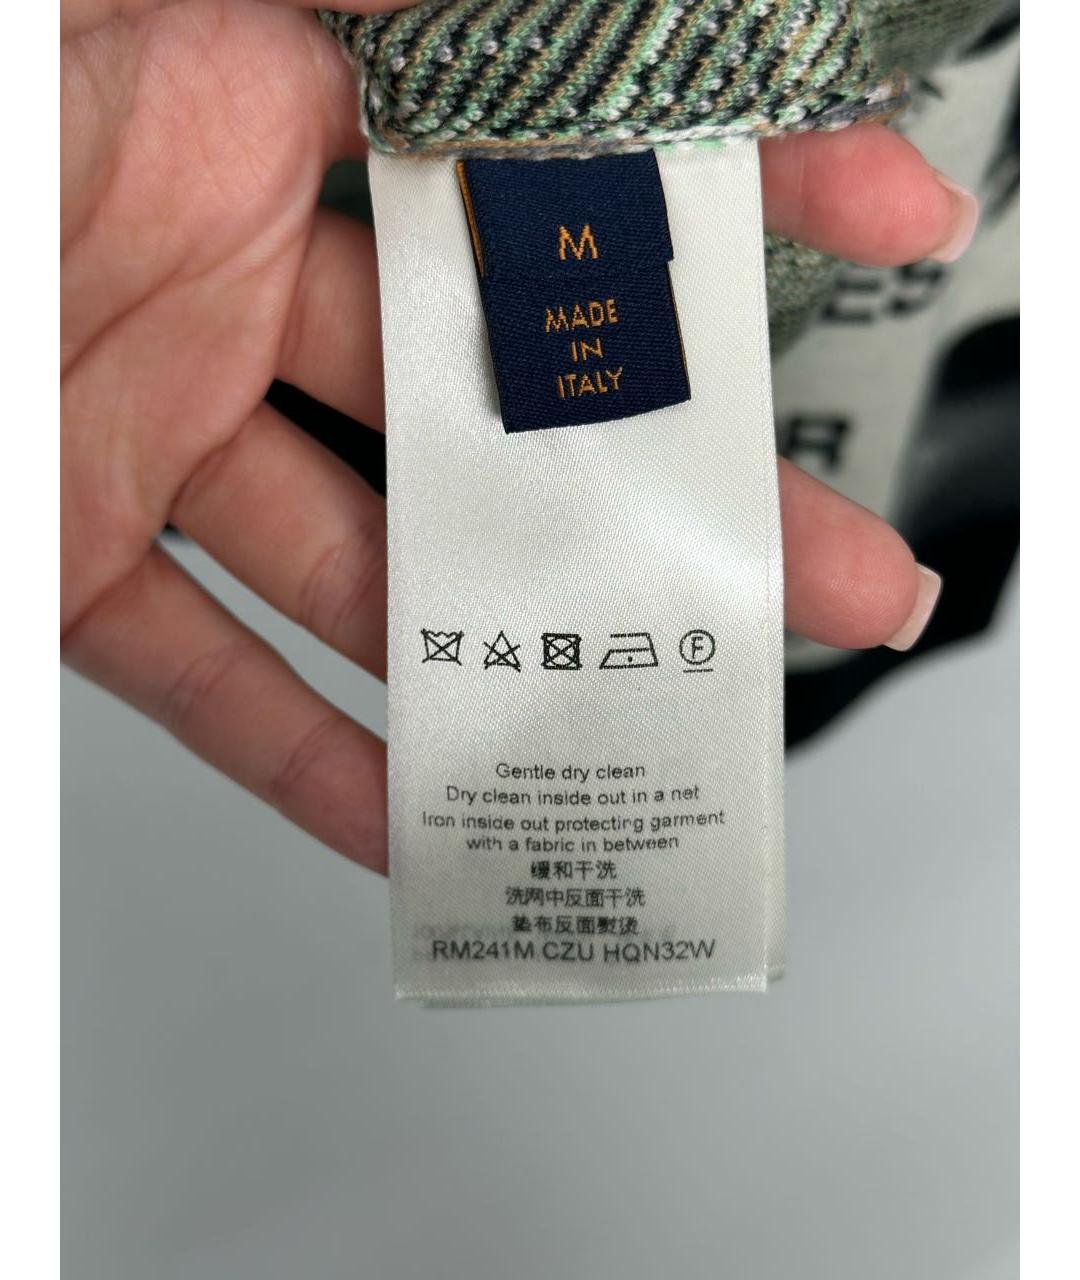 M
MADE
IN
ITALY
ES
R
F
Gentle dry clean
Dry clean inside out in a net
Iron inside out protecting garment
with a fabric in between
缓和干洗
洗网中反面干洗
垫布反面熨烫
RM241M CZU HQN32W